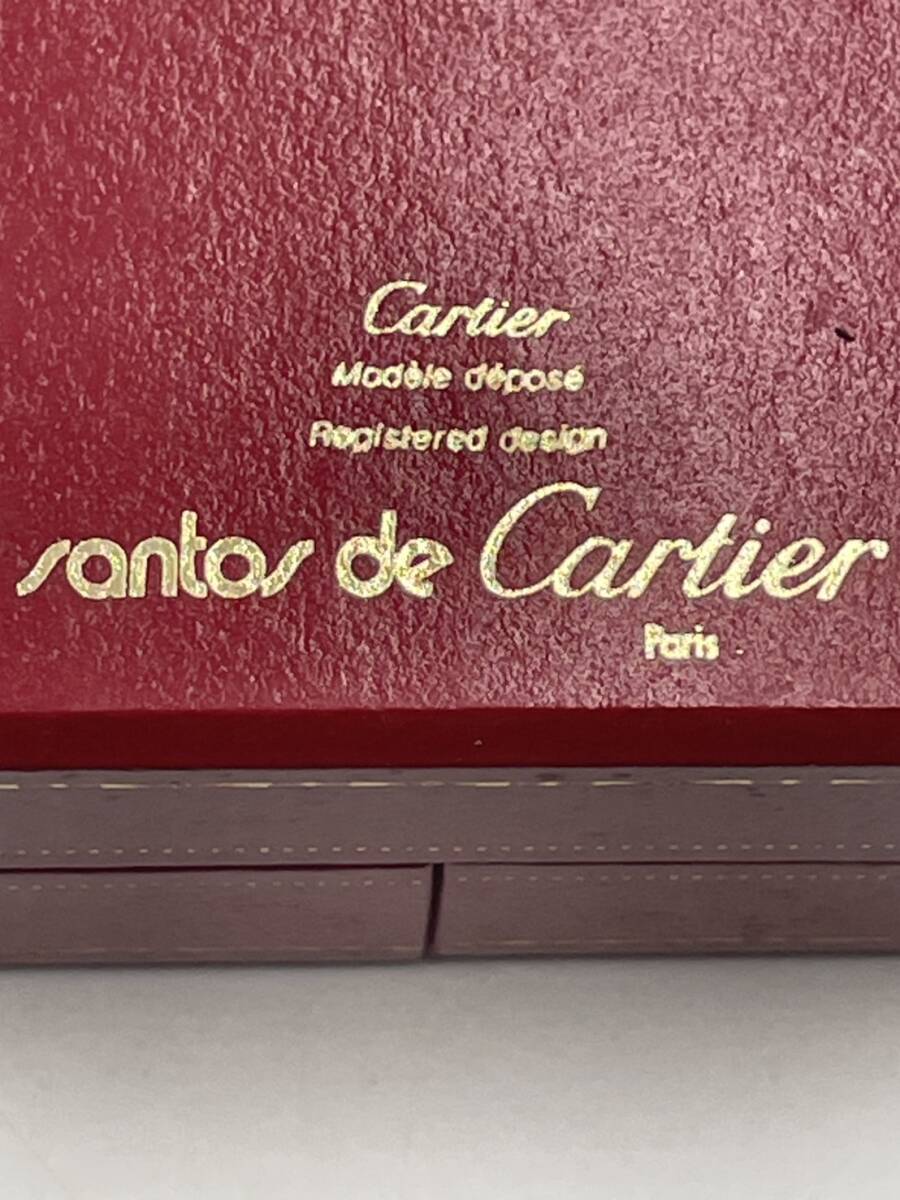 Cartier
Modèle déposé
Registered design
santos de Cartier
Paris